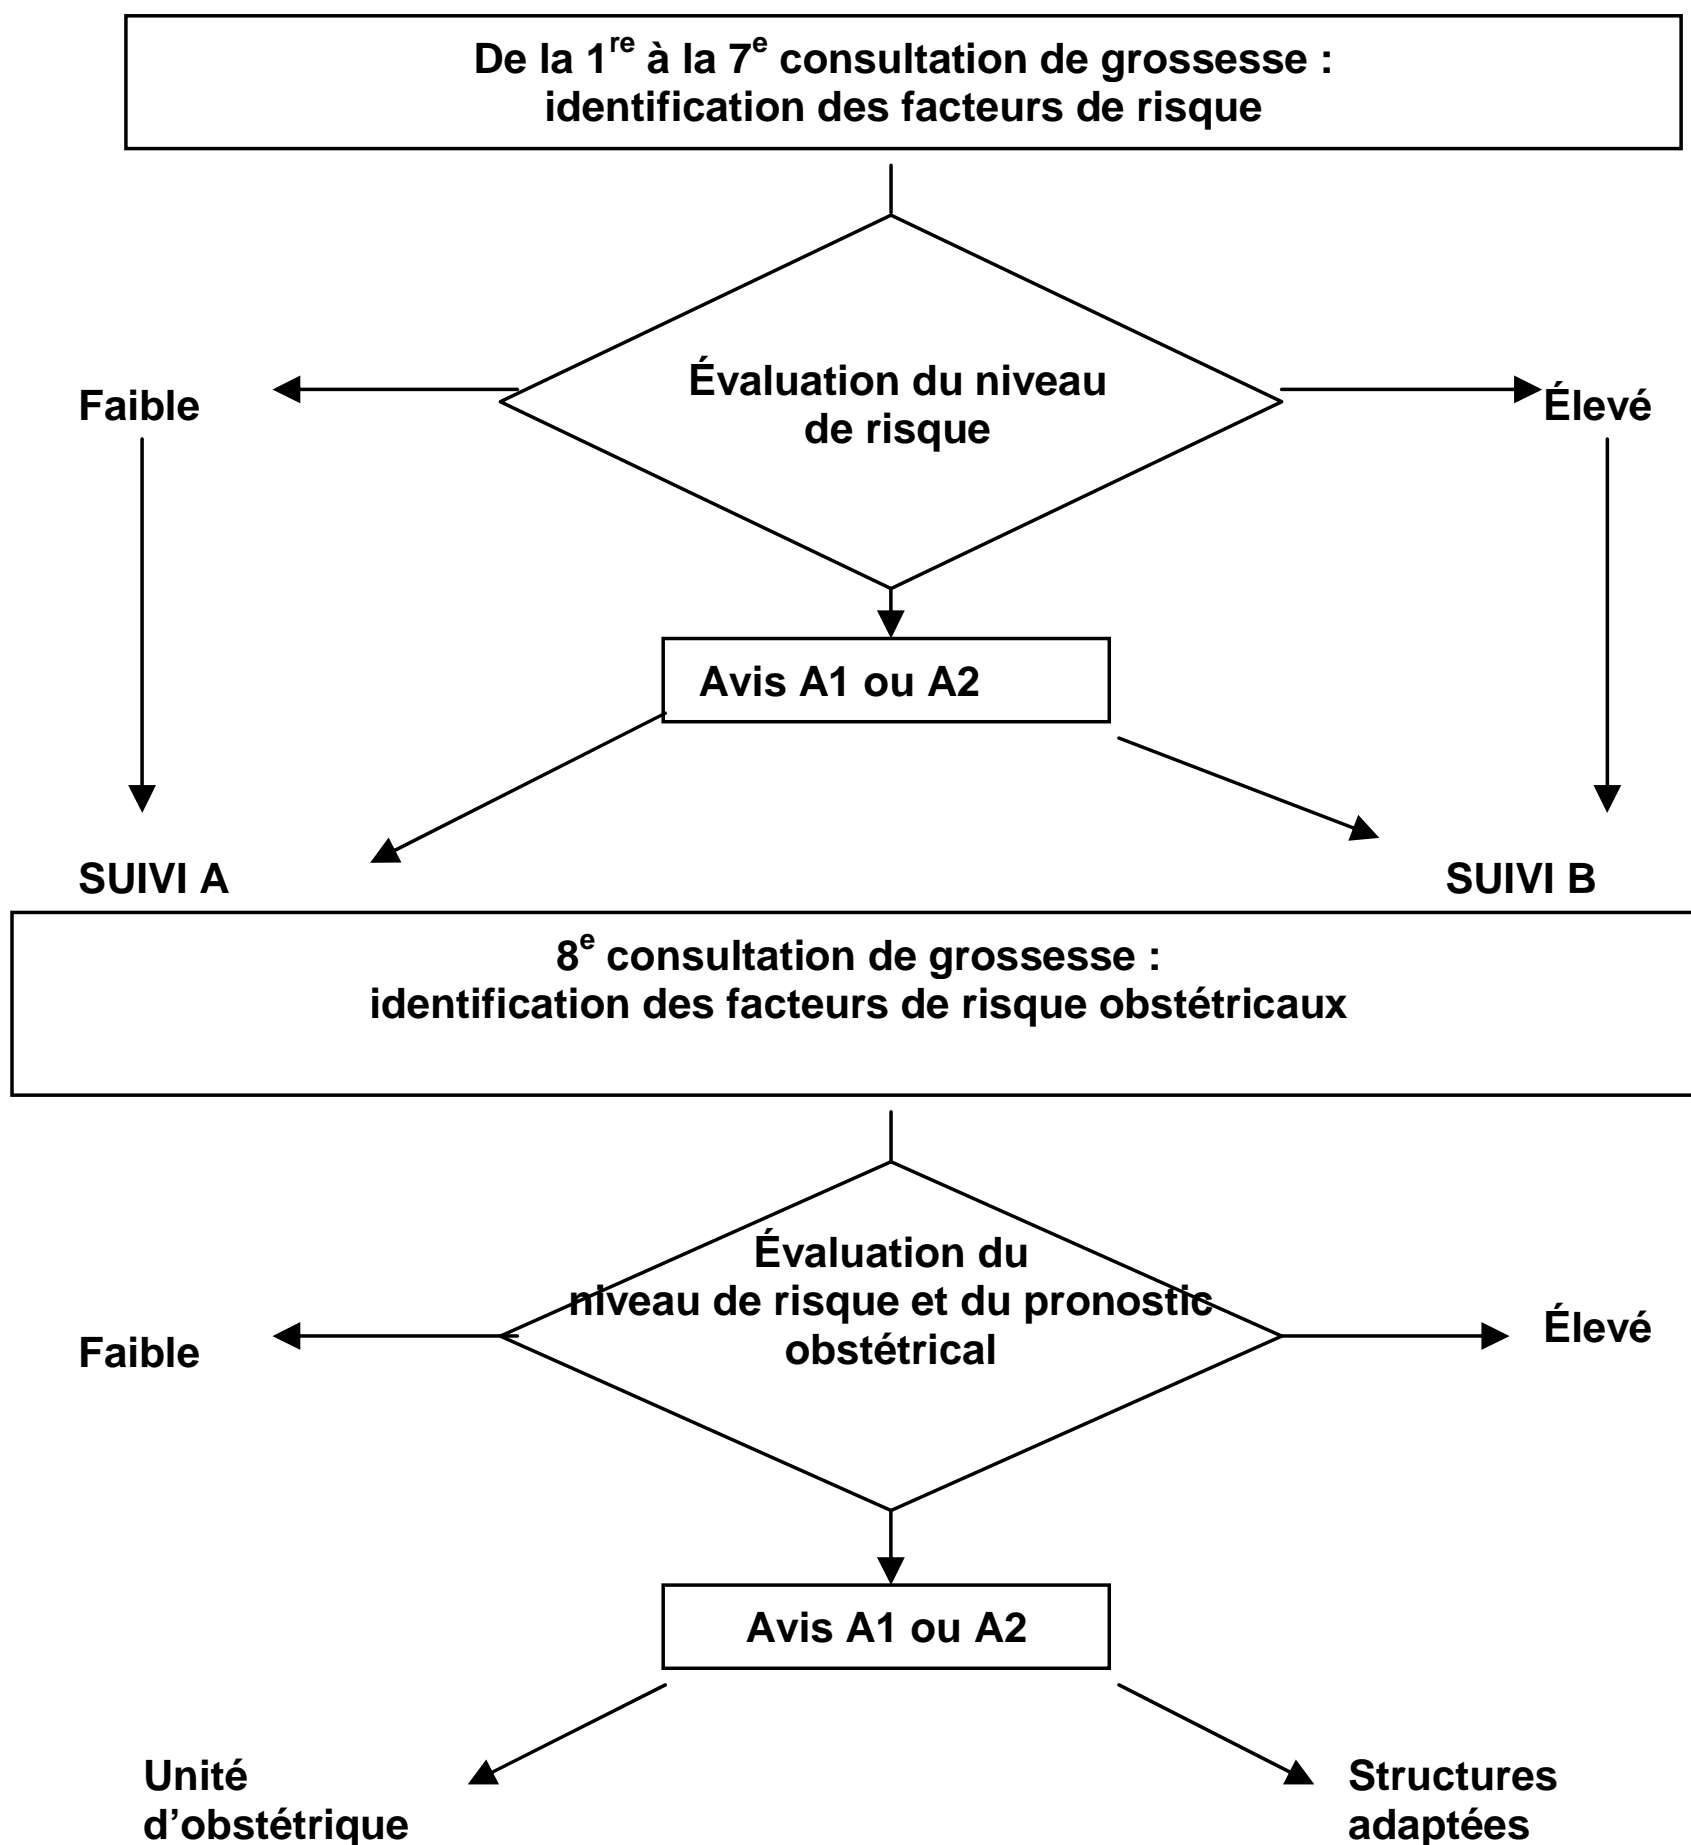 De la 1re à la 7e consultation de grossesse :
identification des facteurs de risque
Évaluation du niveau
de risque
Faible
Élevé
Avis A1 ou A2
SUIVI A
SUIVI B
8e consultation de grossesse :
identification des facteurs de risque obstétricaux
Évaluation du
niveau de risque et du pronostic
obstétrical
Faible
Élevé
Avis A1 ou A2
Unité
d’obstétrique
Structures
adaptées